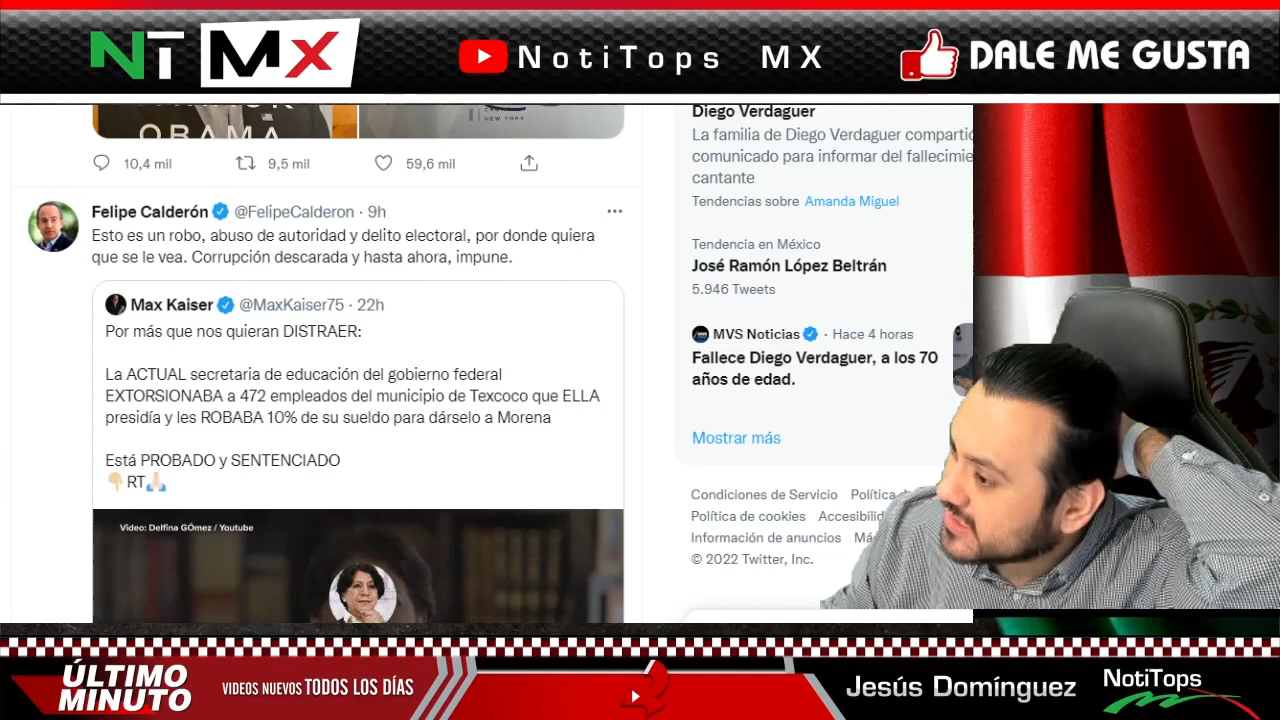 NT MX
NotiTops MX
DALE ME GUSTA
OBAMA
NEW YORK
10,4 mil
9,5 mil
59,6 mil
Felipe Calderón @FelipeCalderon · 9h
Esto es un robo, abuso de autoridad y delito electoral, por donde quiera
que se le vea. Corrupción descarada y hasta ahora, impune.
Max Kaiser @MaxKaiser75 · 22h
Por más que nos quieran DISTRAER:
La ACTUAL secretaria de educación del gobierno federal
EXTORSIONABA a 472 empleados del municipio de Texcoco que ELLA
presidía y les ROBABA 10% de su sueldo para dárselo a Morena
Está PROBADO y SENTENCIADO
👇🏼RT🙏🏻
Video: Delfina GÓmez / Youtube
Diego Verdaguer
La familia de Diego Verdaguer compartió
comunicado para informar del fallecimie
cantante
Tendencias sobre Amanda Miguel
Tendencia en México
José Ramón López Beltrán
5.946 Tweets
MVS Noticias · Hace 4 horas
Fallece Diego Verdaguer, a los 70
años de edad.
Mostrar más
Condiciones de Servicio Política d
Política de cookies Accesibilid
Información de anuncios Má
© 2022 Twitter, Inc.
ÚLTIMO
MINUTO
VIDEOS NUEVOS TODOS LOS DÍAS
Jesús Domínguez
NotiTops